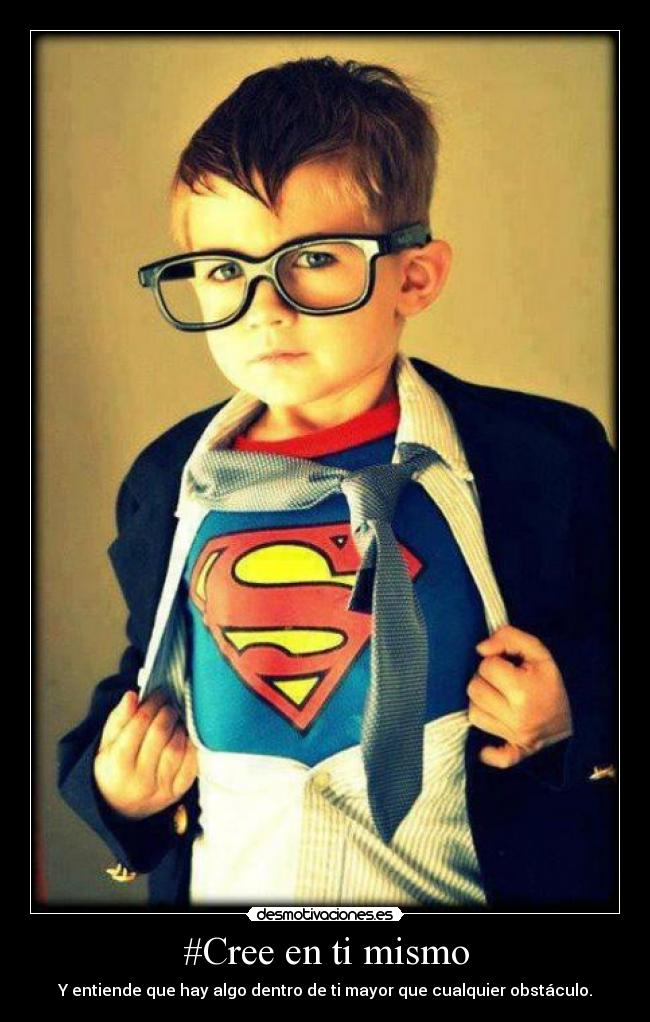 S
desmotivaciones.es
#Cree en ti mismo
Y entiende que hay algo dentro de ti mayor que cualquier obstáculo.